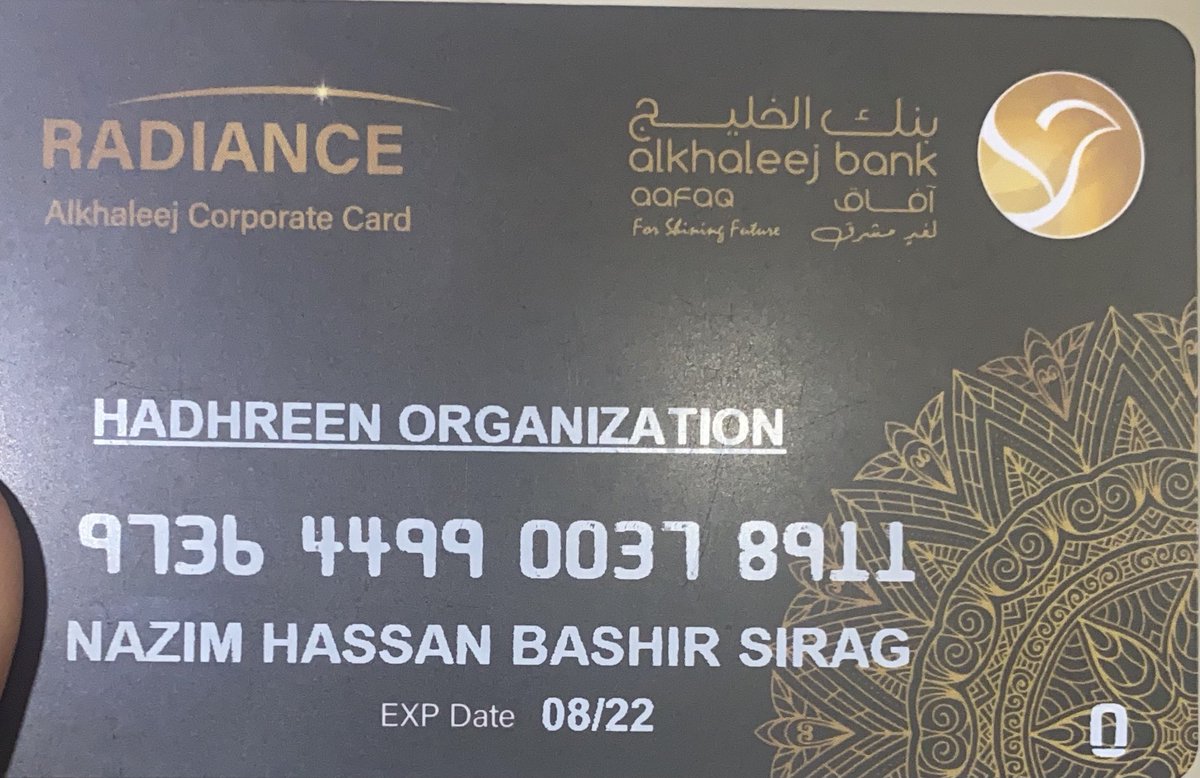 RADIANCE
Alkhaleej Corporate Card
بنك الخليج
alkhaleej bank
aaFaQ آفاق
For Shining Future لغدٍ مشرق
HADHREEN ORGANIZATION
9736 4499 0037 8911
NAZIM HASSAN BASHIR SIRAG
EXP Date 08/22
0